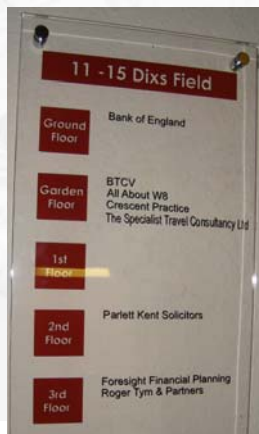 11 -15 Dixs Field
Ground
Floor
Bank of England
Garden
Floor
BTCV
All About W8
Crescent Practice
The Specialist Travel Consultancy Ltd
1st
Floor
2nd
Floor
Parlett Kent Solicitors
3rd
Floor
Foresight Financial Planning
Roger Tym & Partners